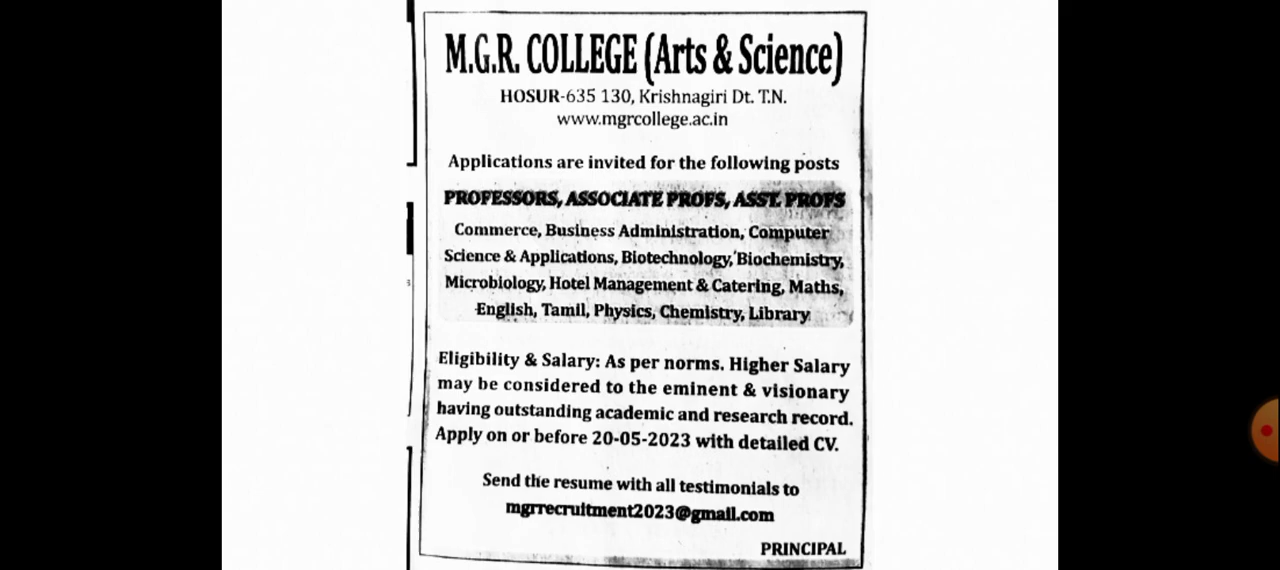 M.G.R. COLLEGE (Arts & Science)
HOSUR-635 130, Krishnagiri Dt. T.N.
www.mgrcollege.ac.in
Applications are invited for the following posts
PROFESSORS, ASSOCIATE PROFS, ASST. PROFS
Commerce, Business Administration, Computer
Science & Applications, Biotechnology, Biochemistry,
Microbiology, Hotel Management & Catering, Maths,
English, Tamil, Physics, Chemistry, Library
Eligibility & Salary: As per norms. Higher Salary
may be considered to the eminent & visionary
having outstanding academic and research record.
Apply on or before 20-05-2023 with detailed CV.
Send the resume with all testimonials to
mgrrecruitment2023@gmail.com
PRINCIPAL